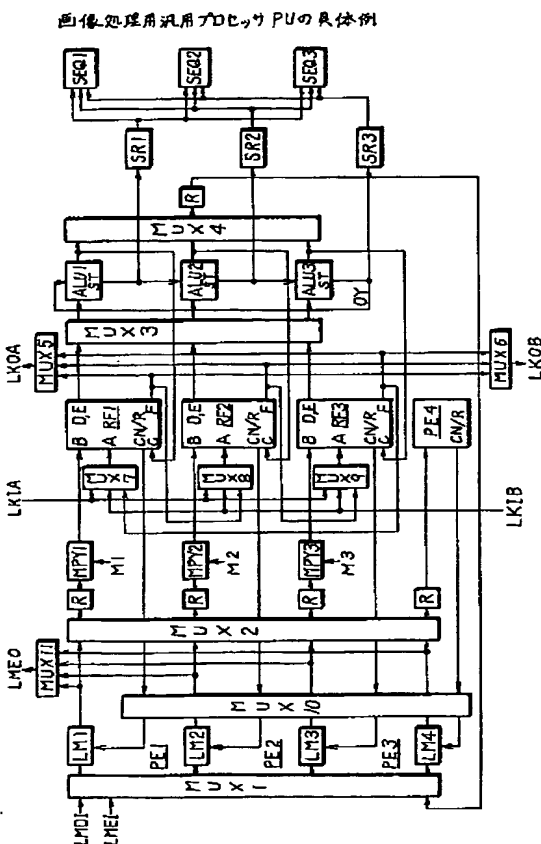 画像処理用汎用プロセッサPUの具体例
SEQ1
SEQ2
SEQ3
SR1
SR2
SR3
R
MUX4
ALU1
ST
ALU2
ST
ALU3
ST
OY
MUX3
LKOA
MUX5
MUX6
LKOB
B D,E
A RF1
CN/R F
G
B D,E
A RF2
CN/R F
G
B D,E
A RF3
CN/R F
G
PE4
CN/R
MUX7
MUX8
MUX9
LKIA
LKIB
MPY1
M1
MPY2
M2
MPY3
M3
R
R
R
R
MUX2
LMEO
MUX11
MUX10
LM1
PE1
LM2
PE2
LM3
PE3
LM4
MUX1
LMDI
LMEI